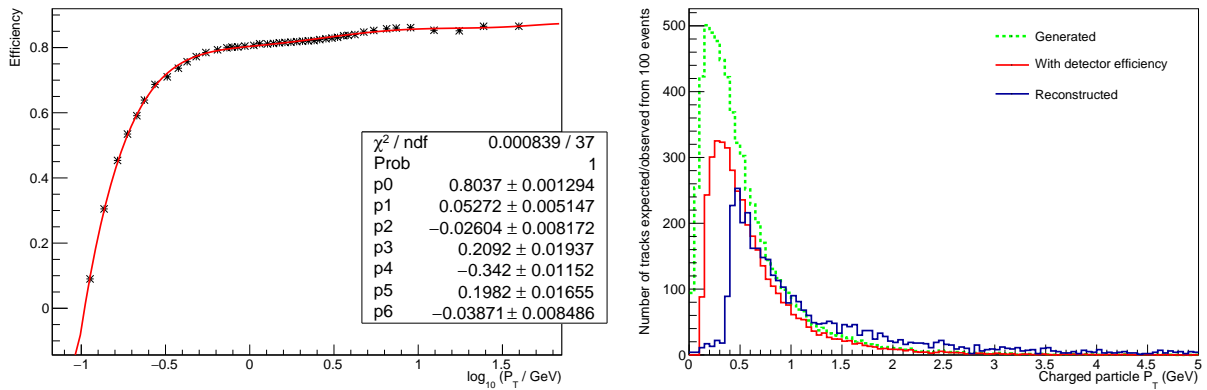 Efficiency
0.8
0.6
0.4
0.2
0
−1
−0.5
0
0.5
1
1.5
log₁₀ (P_T / GeV)
χ² / ndf 0.000839 / 37
Prob 1
p0 0.8037 ± 0.001294
p1 0.05272 ± 0.005147
p2 −0.02604 ± 0.008172
p3 0.2092 ± 0.01937
p4 −0.342 ± 0.01152
p5 0.1982 ± 0.01655
p6 −0.03871 ± 0.008486
Number of tracks expected/observed from 100 events
500
400
300
200
100
0
0
0.5
1
1.5
2
2.5
3
3.5
4
4.5
5
Charged particle P_T (GeV)
Generated
With detector efficiency
Reconstructed